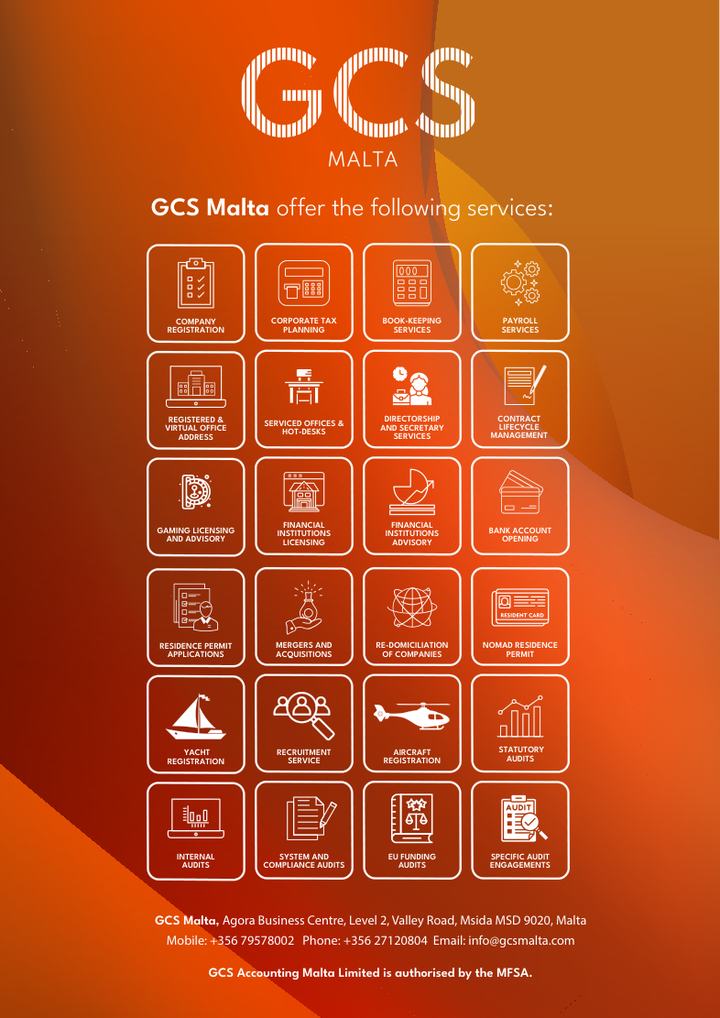 GCS
MALTA
GCS Malta offer the following services:
COMPANY
REGISTRATION
CORPORATE TAX
PLANNING
BOOK-KEEPING
SERVICES
PAYROLL
SERVICES
REGISTERED &
VIRTUAL OFFICE
ADDRESS
SERVICED OFFICES &
HOT-DESKS
DIRECTORSHIP
AND SECRETARY
SERVICES
CONTRACT
LIFECYCLE
MANAGEMENT
GAMING LICENSING
AND ADVISORY
FINANCIAL
INSTITUTIONS
LICENSING
FINANCIAL
INSTITUTIONS
ADVISORY
BANK ACCOUNT
OPENING
RESIDENCE PERMIT
APPLICATIONS
MERGERS AND
ACQUISITIONS
RE-DOMICILIATION
OF COMPANIES
RESIDENT CARD
NOMAD RESIDENCE
PERMIT
YACHT
REGISTRATION
RECRUITMENT
SERVICE
AIRCRAFT
REGISTRATION
STATUTORY
AUDITS
INTERNAL
AUDITS
SYSTEM AND
COMPLIANCE AUDITS
EU FUNDING
AUDITS
AUDIT
SPECIFIC AUDIT
ENGAGEMENTS
GCS Malta, Agora Business Centre, Level 2, Valley Road, Msida MSD 9020, Malta
Mobile: +356 79578002 Phone: +356 27120804 Email: info@gcsmalta.com
GCS Accounting Malta Limited is authorised by the MFSA.